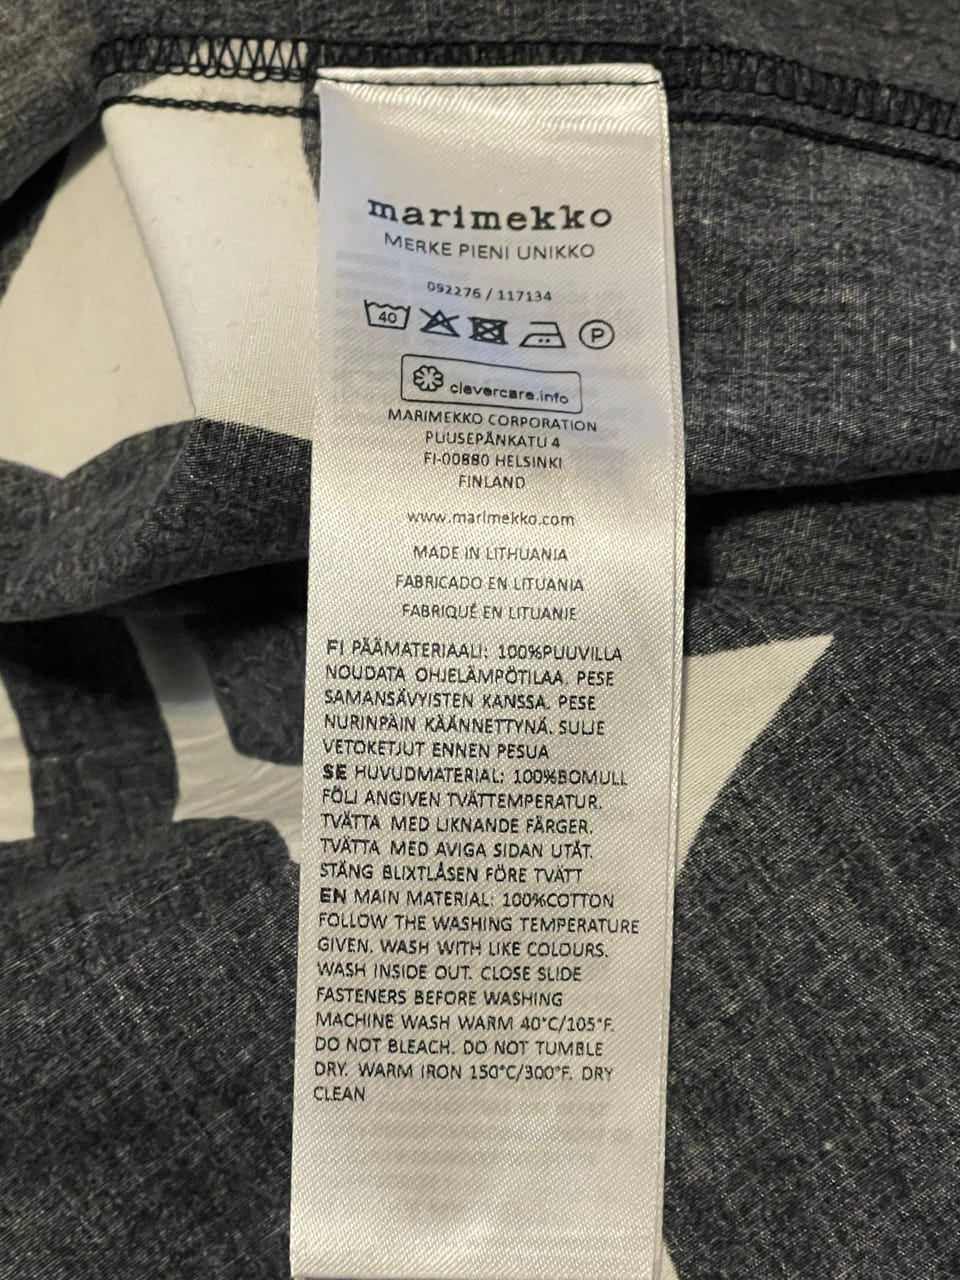 marimekko
MERKE PIENI UNIKKO
092276 / 117134
40 P
clevercare.info
MARIMEKKO CORPORATION
PUUSEPÄNKATU 4
FI-00880 HELSINKI
FINLAND
www.marimekko.com
MADE IN LITHUANIA
FABRICADO EN LITUANIA
FABRIQUÉ EN LITUANIE
FI PÄÄMATERIAALI: 100%PUUVILLA
NOUDATA OHJELÄMPÖTILAA. PESE
SAMANSÄVYISTEN KANSSA. PESE
NURINPÄIN KÄÄNNETTYNÄ. SULJE
VETOKETJUT ENNEN PESUA
SE HUVUDMATERIAL: 100%BOMULL
FÖLJ ANGIVEN TVÄTTEMPERATUR.
TVÄTTA MED LIKNANDE FÄRGER.
TVÄTTA MED AVIGA SIDAN UTÅT.
STÄNG BLIXTLÅSEN FÖRE TVÄTT
EN MAIN MATERIAL: 100%COTTON
FOLLOW THE WASHING TEMPERATURE
GIVEN. WASH WITH LIKE COLOURS.
WASH INSIDE OUT. CLOSE SLIDE
FASTENERS BEFORE WASHING
MACHINE WASH WARM 40°C/105°F.
DO NOT BLEACH. DO NOT TUMBLE
DRY. WARM IRON 150°C/300°F. DRY
CLEAN